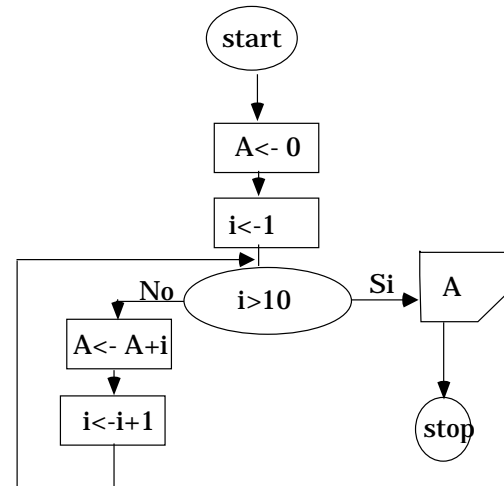 start
A<- 0
i<-1
i>10
No
Si
A
A<- A+i
i<-i+1
stop